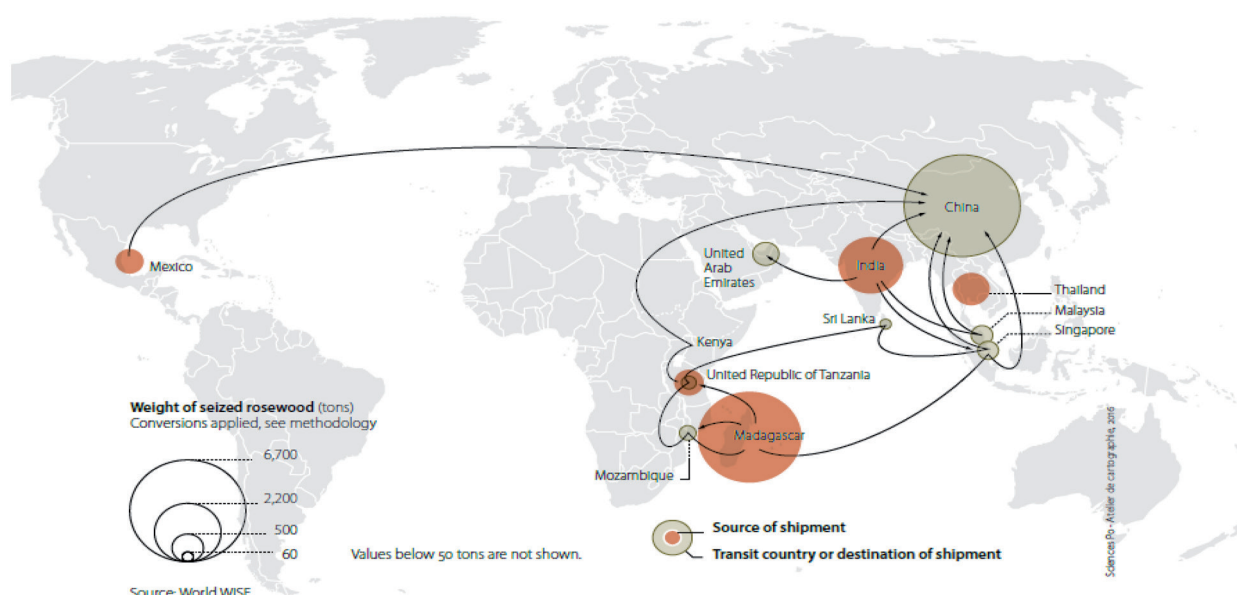 China
United
Arab
Emirates
India
Mexico
Thailand
Malaysia
Sri Lanka
Singapore
Kenya
United Republic of Tanzania
Madagascar
Mozambique
Weight of seized rosewood (tons)
Conversions applied, see methodology
6,700
2,200
500
60
Values below 50 tons are not shown.
Source of shipment
Transit country or destination of shipment
Source: World WISE
Sciences Po - Atelier de cartographie, 2016